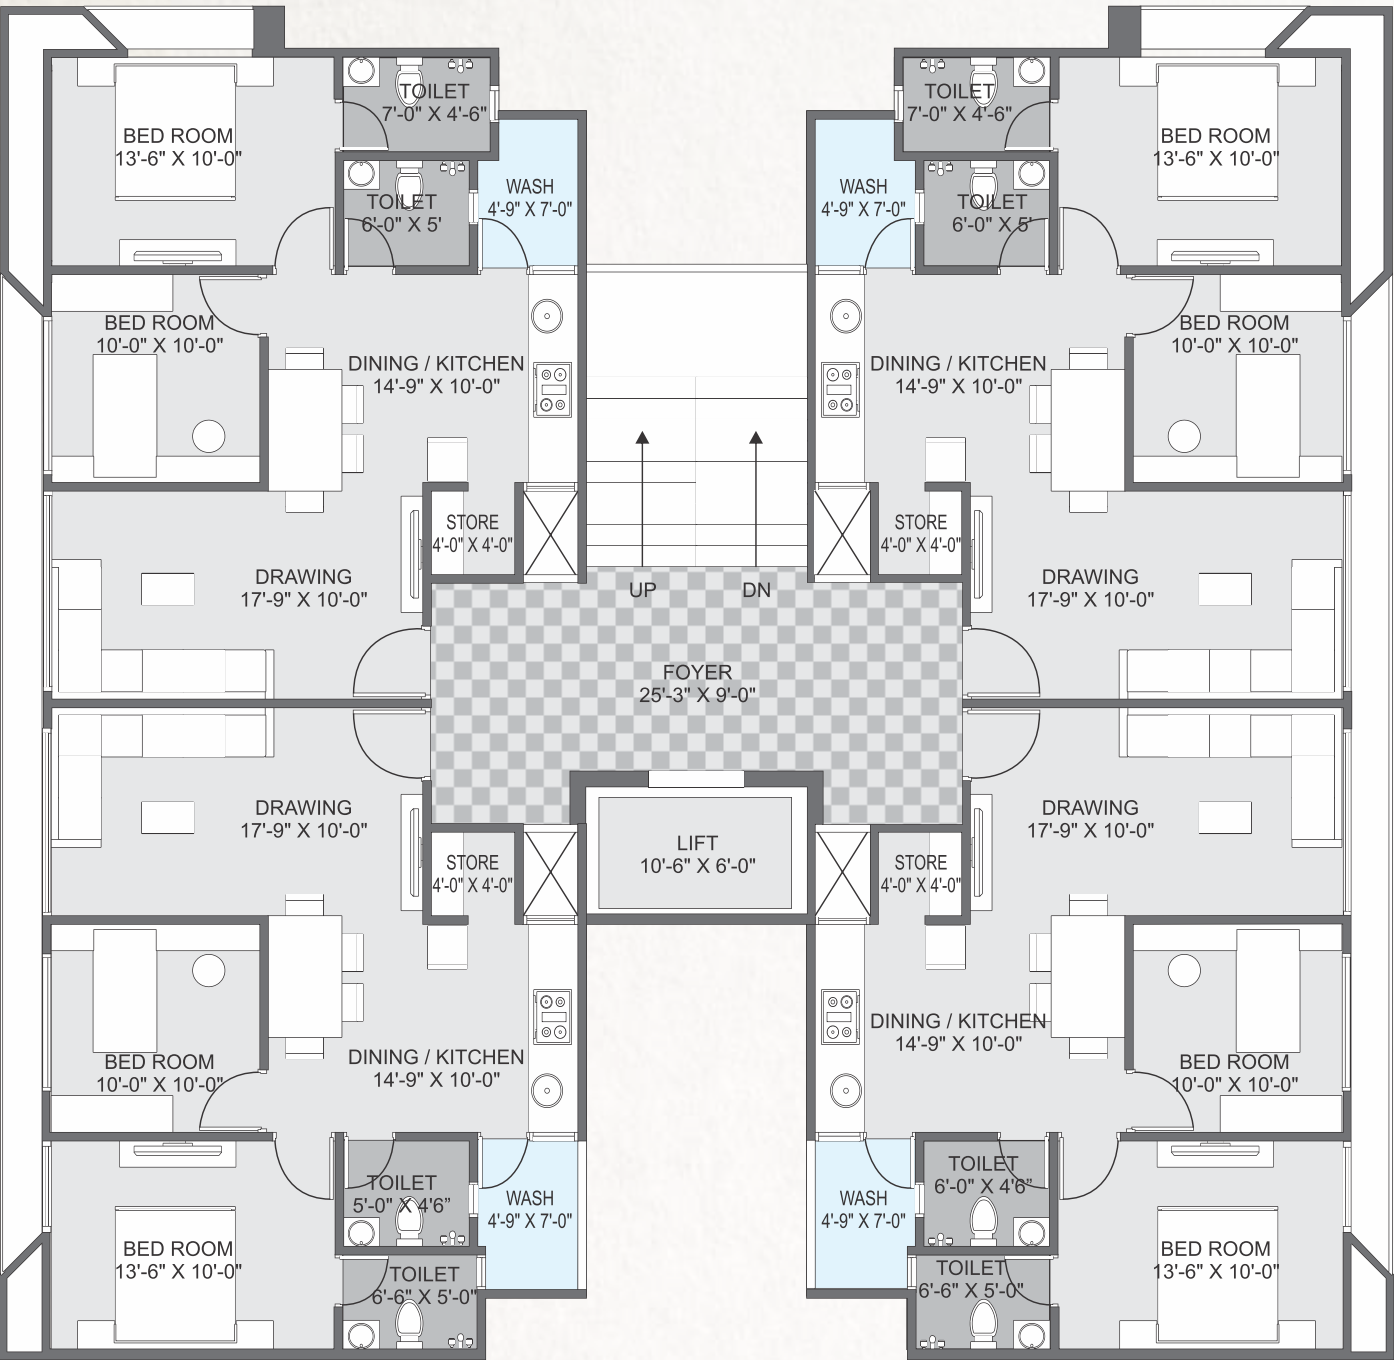 TOILET
7'-0" X 4'-6"
TOILET
7'-0" X 4'-6"
BED ROOM
13'-6" X 10'-0"
BED ROOM
13'-6" X 10'-0"
TOILET
6'-0" X 5'
WASH
4'-9" X 7'-0"
WASH
4'-9" X 7'-0"
TOILET
6'-0" X 5'
BED ROOM
10'-0" X 10'-0"
DINING / KITCHEN
14'-9" X 10'-0"
DINING / KITCHEN
14'-9" X 10'-0"
BED ROOM
10'-0" X 10'-0"
STORE
4'-0" X 4'-0"
STORE
4'-0" X 4'-0"
DRAWING
17'-9" X 10'-0"
UP
DN
DRAWING
17'-9" X 10'-0"
FOYER
25'-3" X 9'-0"
DRAWING
17'-9" X 10'-0"
DRAWING
17'-9" X 10'-0"
LIFT
10'-6" X 6'-0"
STORE
4'-0" X 4'-0"
STORE
4'-0" X 4'-0"
BED ROOM
10'-0" X 10'-0"
DINING / KITCHEN
14'-9" X 10'-0"
DINING / KITCHEN
14'-9" X 10'-0"
BED ROOM
10'-0" X 10'-0"
TOILET
5'-0" X 4'6”
WASH
4'-9" X 7'-0"
WASH
4'-9" X 7'-0"
TOILET
6'-0" X 4'6”
BED ROOM
13'-6" X 10'-0"
TOILET
6'-6" X 5'-0"
TOILET
6'-6" X 5'-0"
BED ROOM
13'-6" X 10'-0"